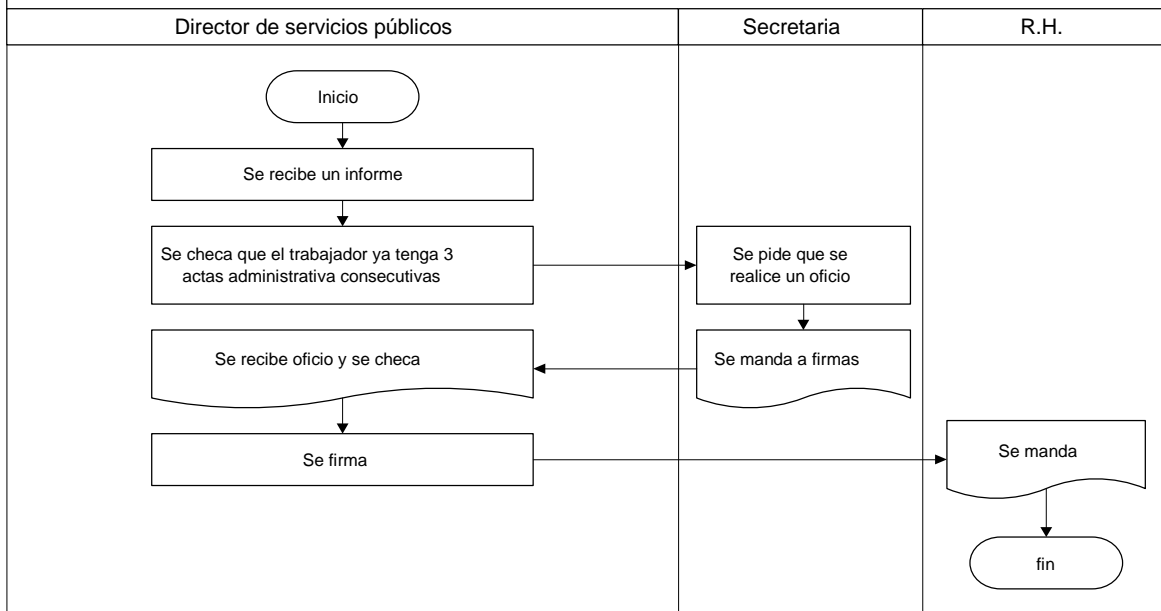 Director de servicios públicos
Secretaria
R.H.
Inicio
Se recibe un informe
Se checa que el trabajador ya tenga 3
actas administrativa consecutivas
Se pide que se
realice un oficio
Se recibe oficio y se checa
Se manda a firmas
Se firma
Se manda
fin